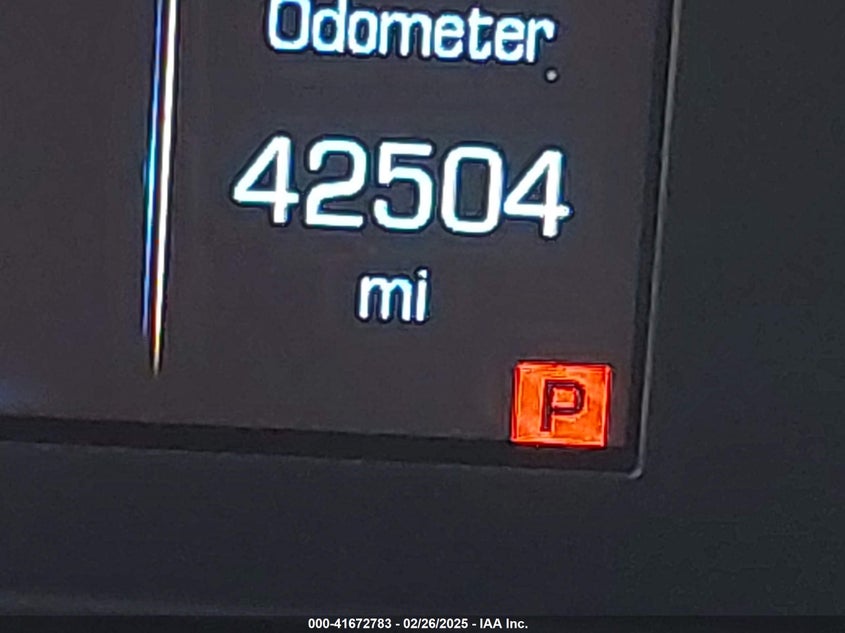 Odometer
42504
mi
P
000-41672783 - 02/26/2025 - IAA Inc.